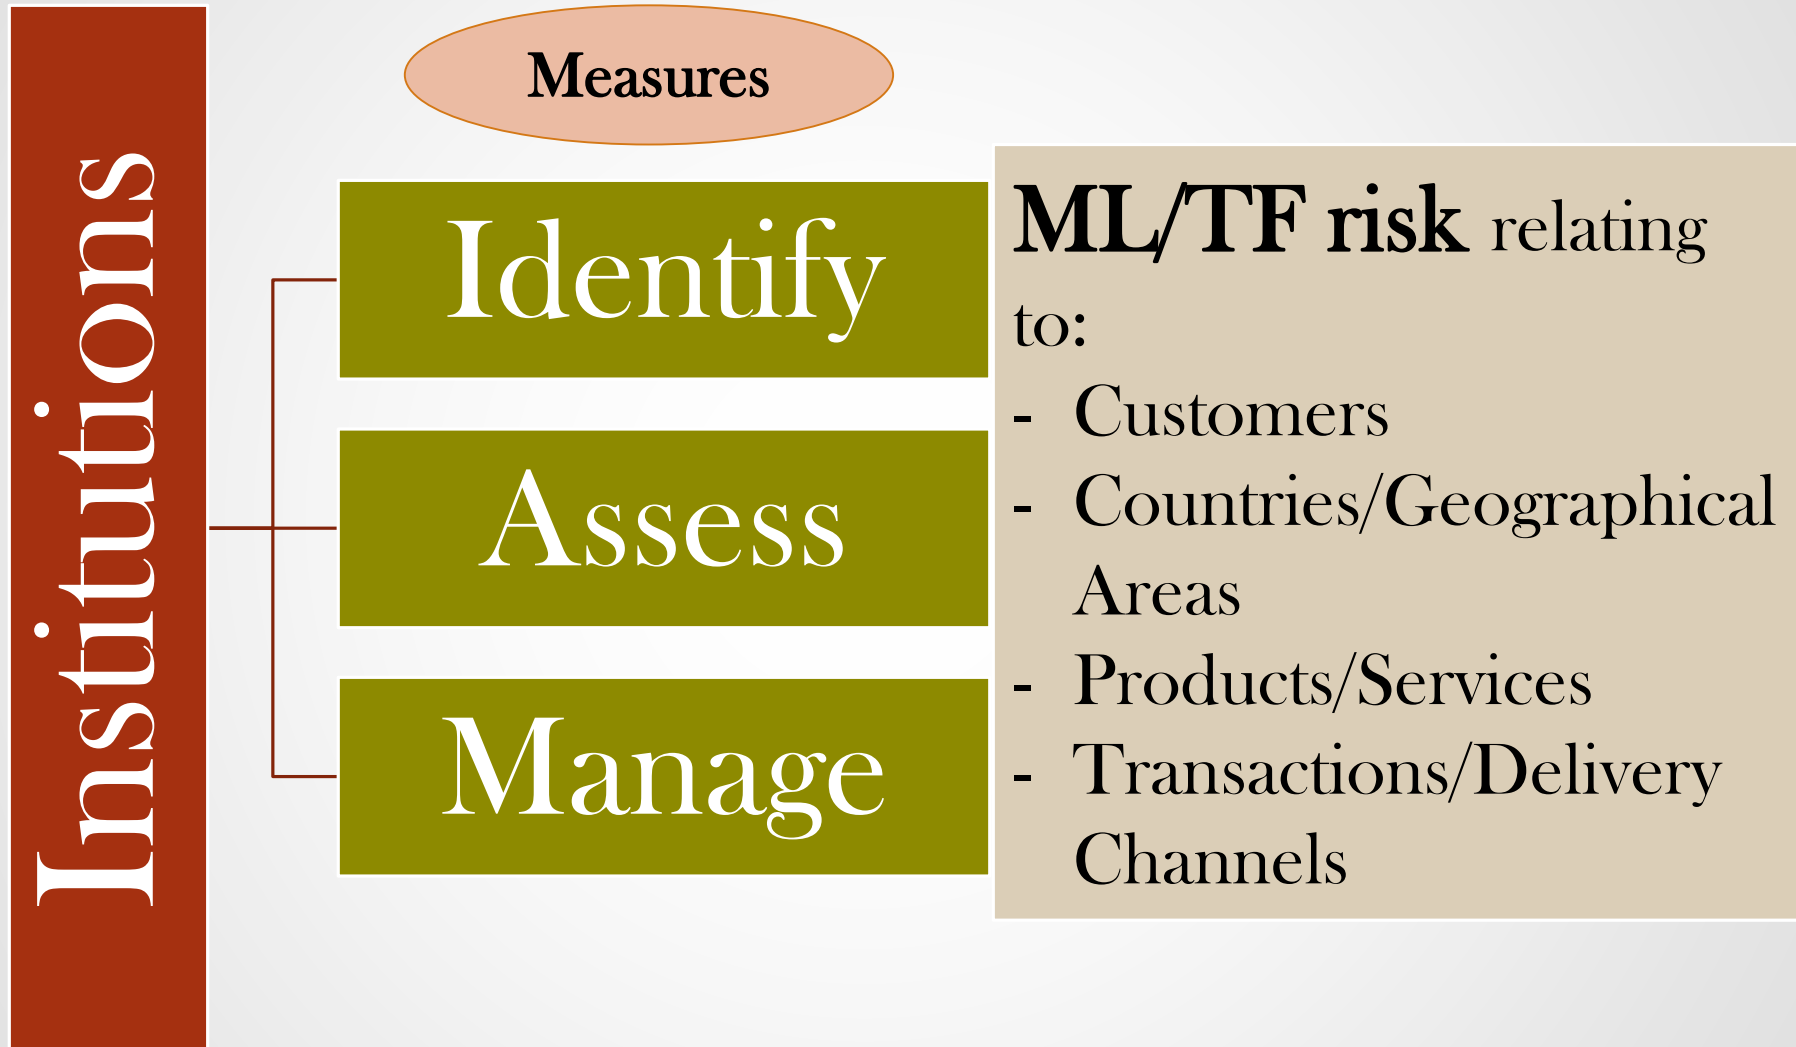 Institutions
Measures
Identify
Assess
Manage
ML/TF risk relating
to:
- Customers
- Countries/Geographical
Areas
- Products/Services
- Transactions/Delivery
Channels